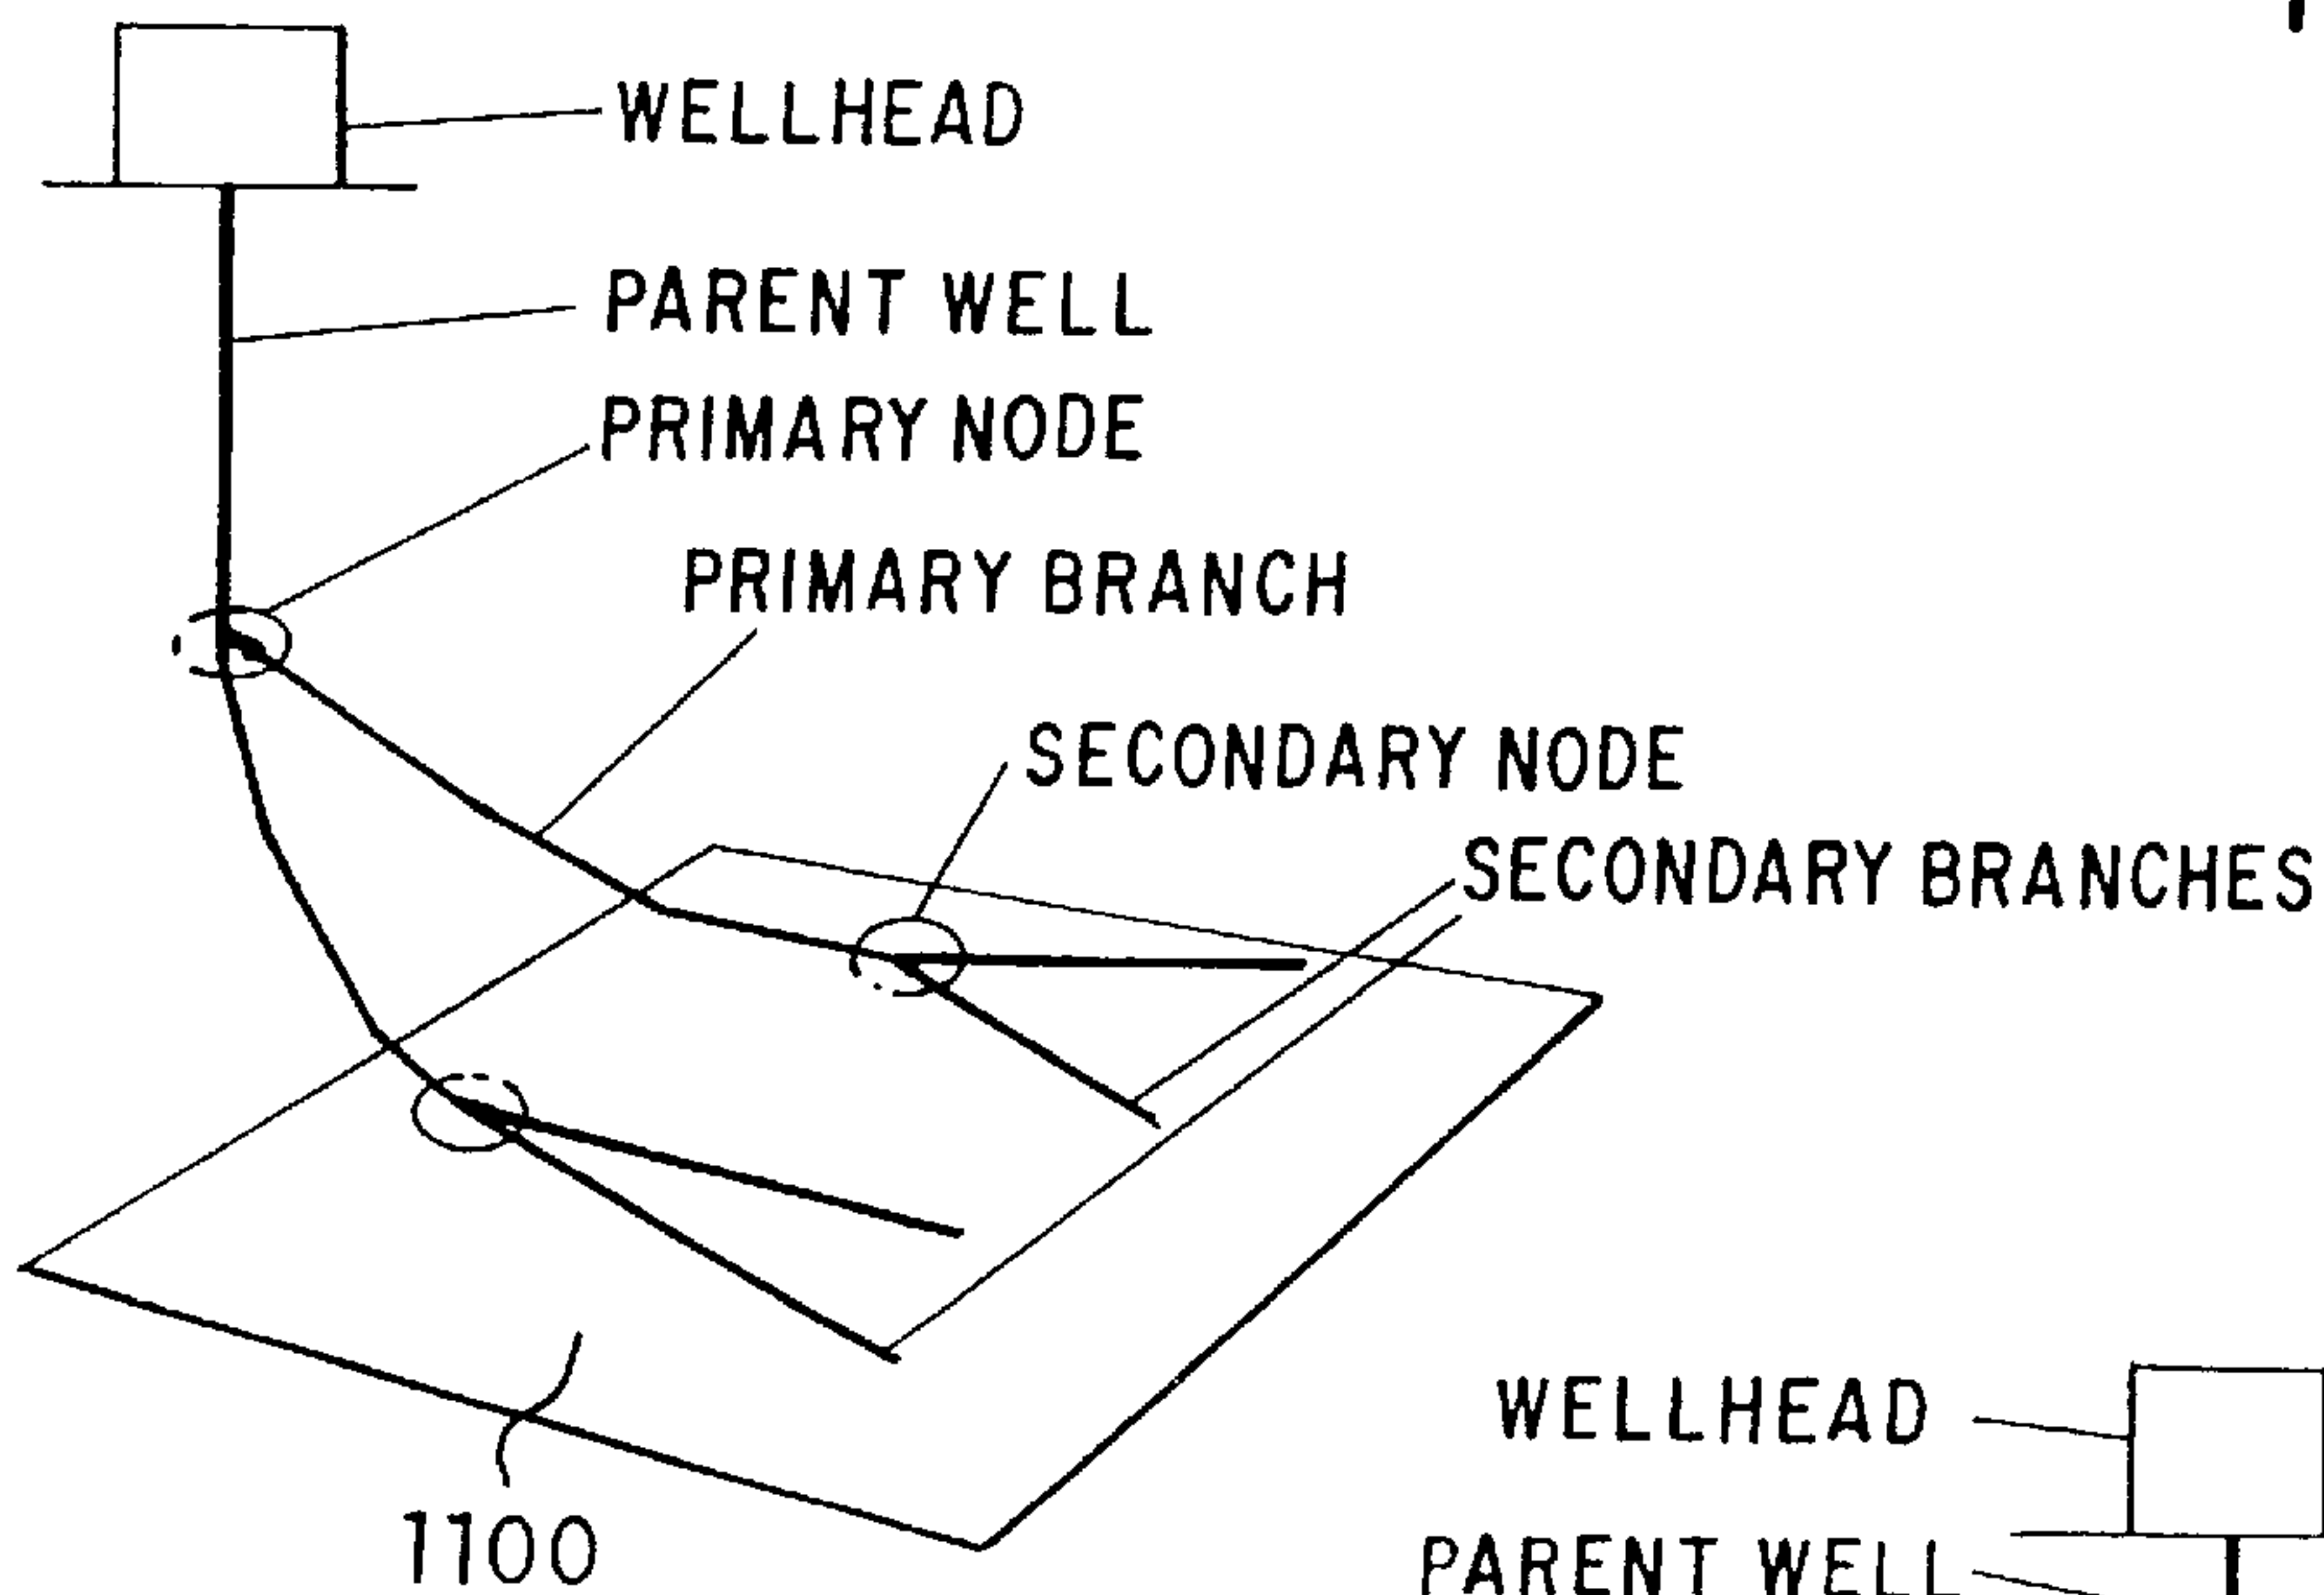 WELLHEAD
PARENT WELL
PRIMARY NODE
PRIMARY BRANCH
SECONDARY NODE
SECONDARY BRANCHES
1100
WELLHEAD
PARENT WELL